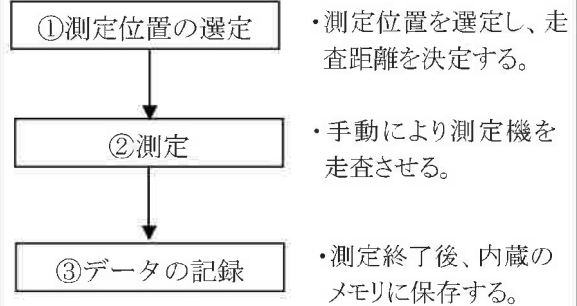 ①測定位置の選定
・測定位置を選定し、走
査距離を決定する。
②測定
・手動により測定機を
走査させる。
③データの記録
・測定終了後、内蔵の
メモリに保存する。